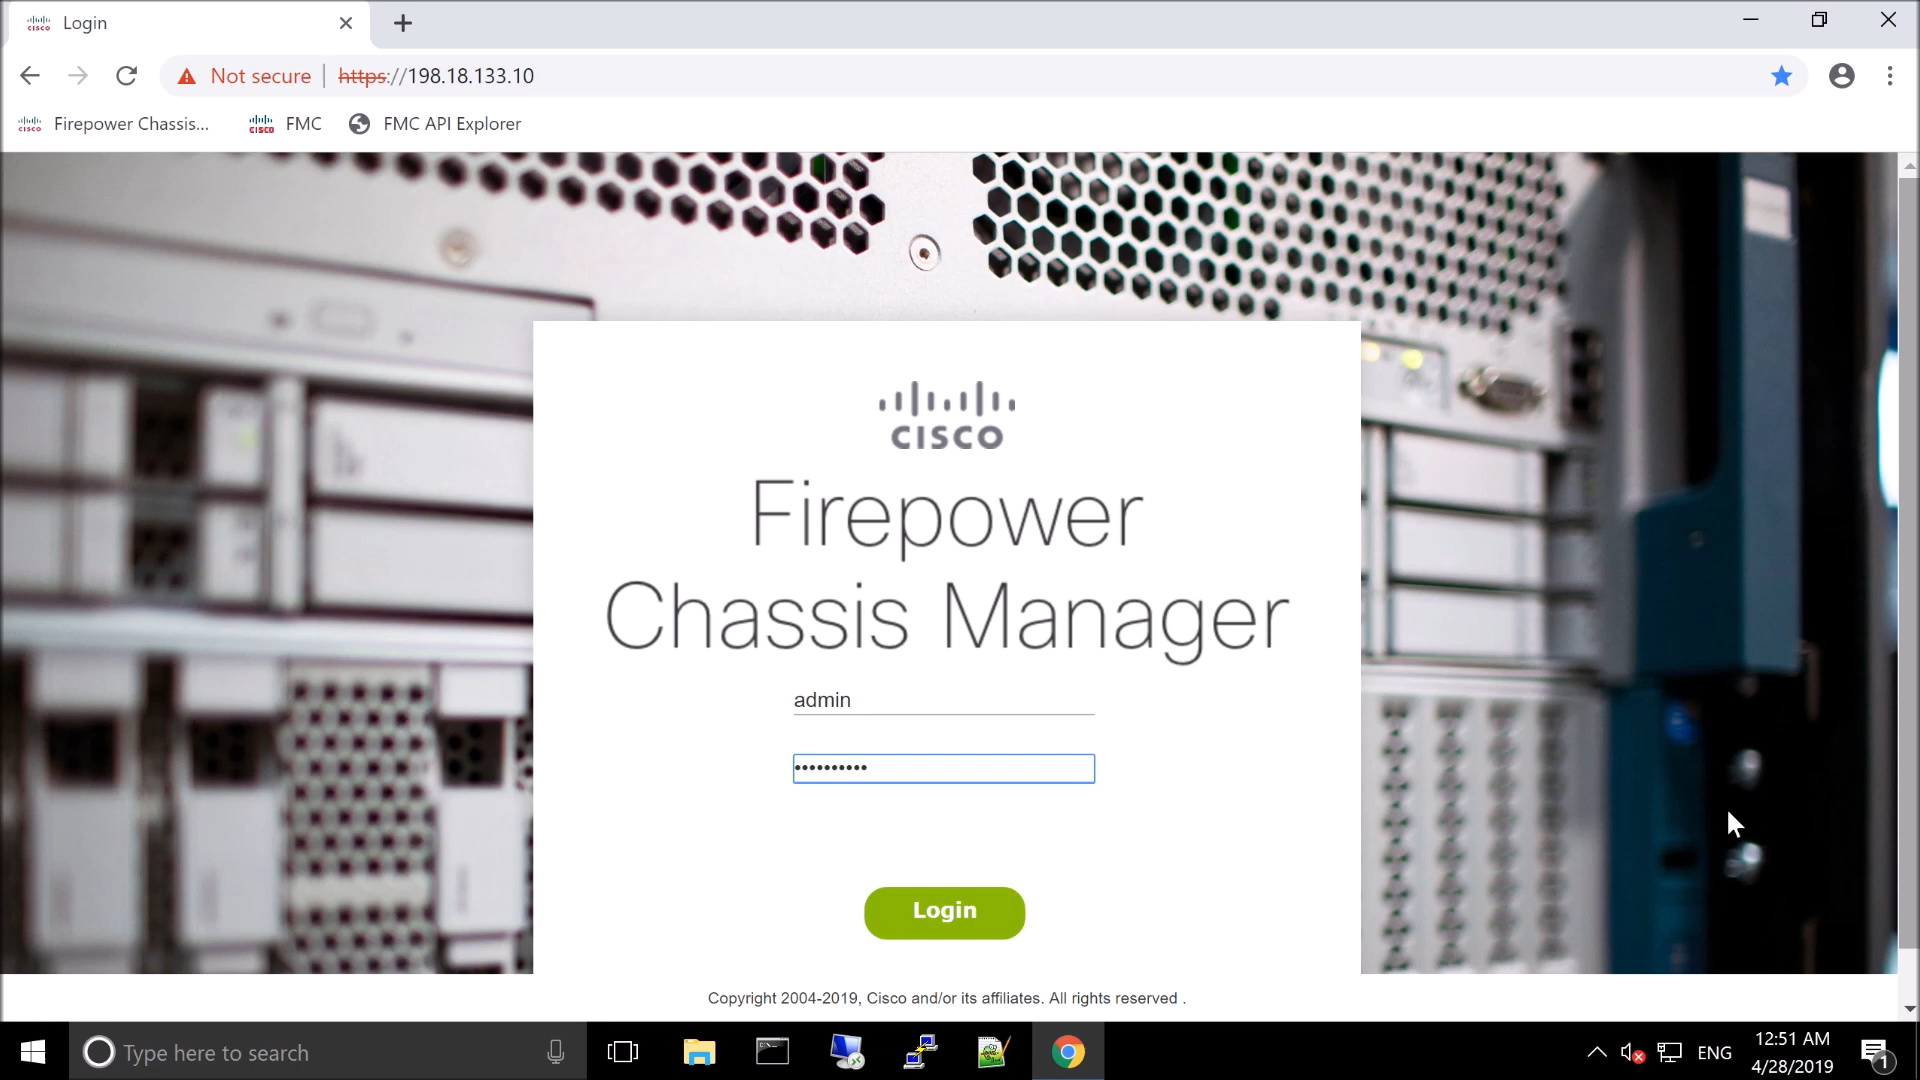 Login
Not secure
https://198.18.133.10
Firepower Chassis...
FMC
FMC API Explorer
CISCO
Firepower
Chassis Manager
admin
••••••••••
Login
Copyright 2004-2019, Cisco and/or its affiliates. All rights reserved .
Type here to search
ENG
12:51 AM
4/28/2019
1